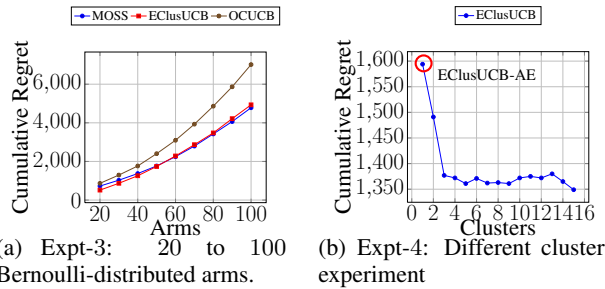 MOSS EClusUCB OCUCB
Cumulative Regret
6,000
4,000
2,000
0
20 40 60 80 100
Arms
(a) Expt-3: 20 to 100
Bernoulli-distributed arms.
EClusUCB
Cumulative Regret
1,600
1,550
1,500
1,450
1,400
1,350
EClusUCB-AE
0 2 4 6 8 10 12 14 16
Clusters
(b) Expt-4: Different cluster
experiment